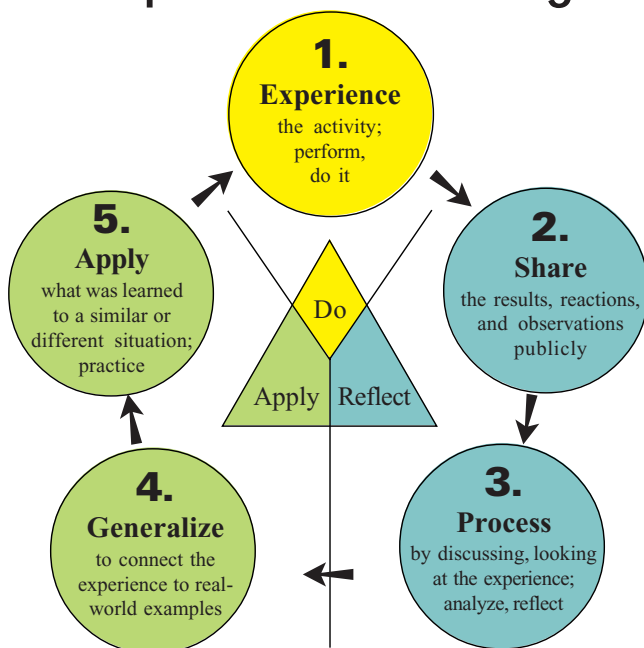 1.
Experience
the activity;
perform,
do it
2.
Share
the results, reactions,
and observations
publicly
3.
Process
by discussing, looking
at the experience;
analyze, reflect
4.
Generalize
to connect the
experience to real-
world examples
5.
Apply
what was learned
to a similar or
different situation;
practice
Do
Apply
Reflect